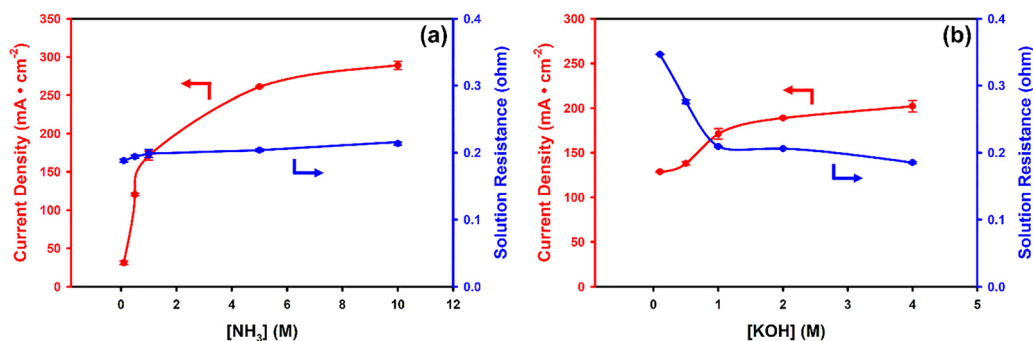 350
300
250
200
150
100
50
0
Current Density (mA • cm⁻²)
(a)
0.4
0.3
0.2
0.1
0.0
Solution Resistance (ohm)
0 2 4 6 8 10 12
[NH₃] (M)
300
250
200
150
100
50
0
Current Density (mA • cm⁻²)
(b)
0.4
0.3
0.2
0.1
0.0
Solution Resistance (ohm)
0 1 2 3 4 5
[KOH] (M)